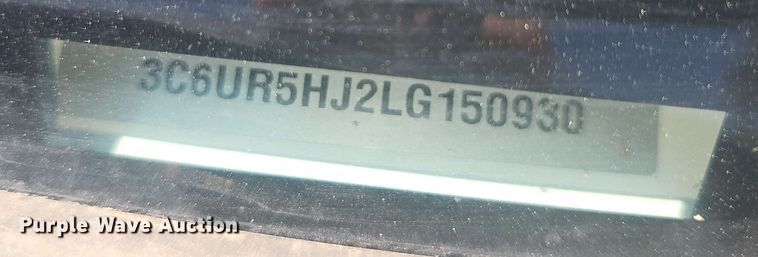 3C6UR5HJ2LG150930
Purple Wave Auction